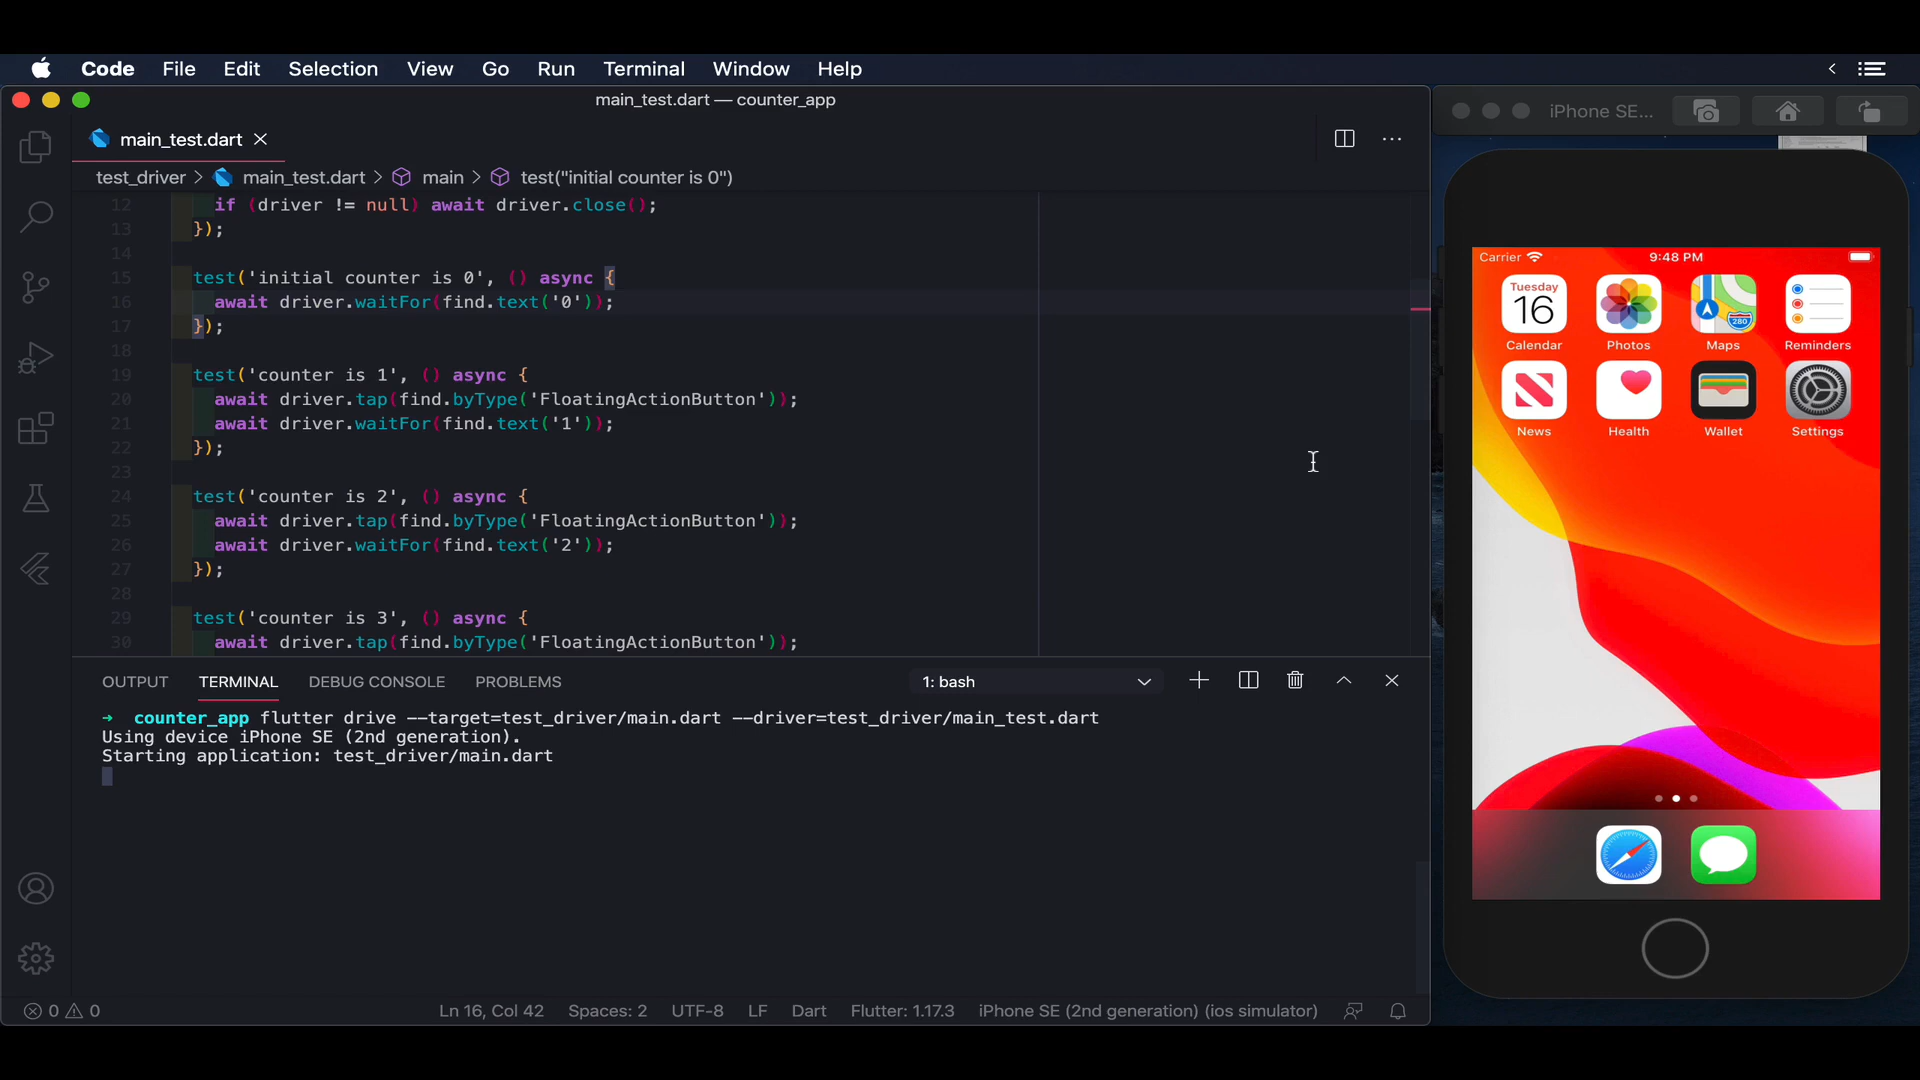 Code File Edit Selection View Go Run Terminal Window Help
main_test.dart — counter_app
iPhone SE...
main_test.dart
test_driver > main_test.dart > main > test("initial counter is 0")
12 if (driver != null) await driver.close();
13 });
14
15 test('initial counter is 0', () async {
16 await driver.waitFor(find.text('0'));
17 });
18
19 test('counter is 1', () async {
20 await driver.tap(find.byType('FloatingActionButton'));
21 await driver.waitFor(find.text('1'));
22 });
23
24 test('counter is 2', () async {
25 await driver.tap(find.byType('FloatingActionButton'));
26 await driver.waitFor(find.text('2'));
27 });
28
29 test('counter is 3', () async {
30 await driver.tap(find.byType('FloatingActionButton'));
OUTPUT TERMINAL DEBUG CONSOLE PROBLEMS 1: bash
→ counter_app flutter drive --target=test_driver/main.dart --driver=test_driver/main_test.dart
Using device iPhone SE (2nd generation).
Starting application: test_driver/main.dart
0 0 Ln 16, Col 42 Spaces: 2 UTF-8 LF Dart Flutter: 1.17.3 iPhone SE (2nd generation) (ios simulator)
Carrier 9:48 PM
Tuesday
16
280
Calendar Photos Maps Reminders
News Health Wallet Settings